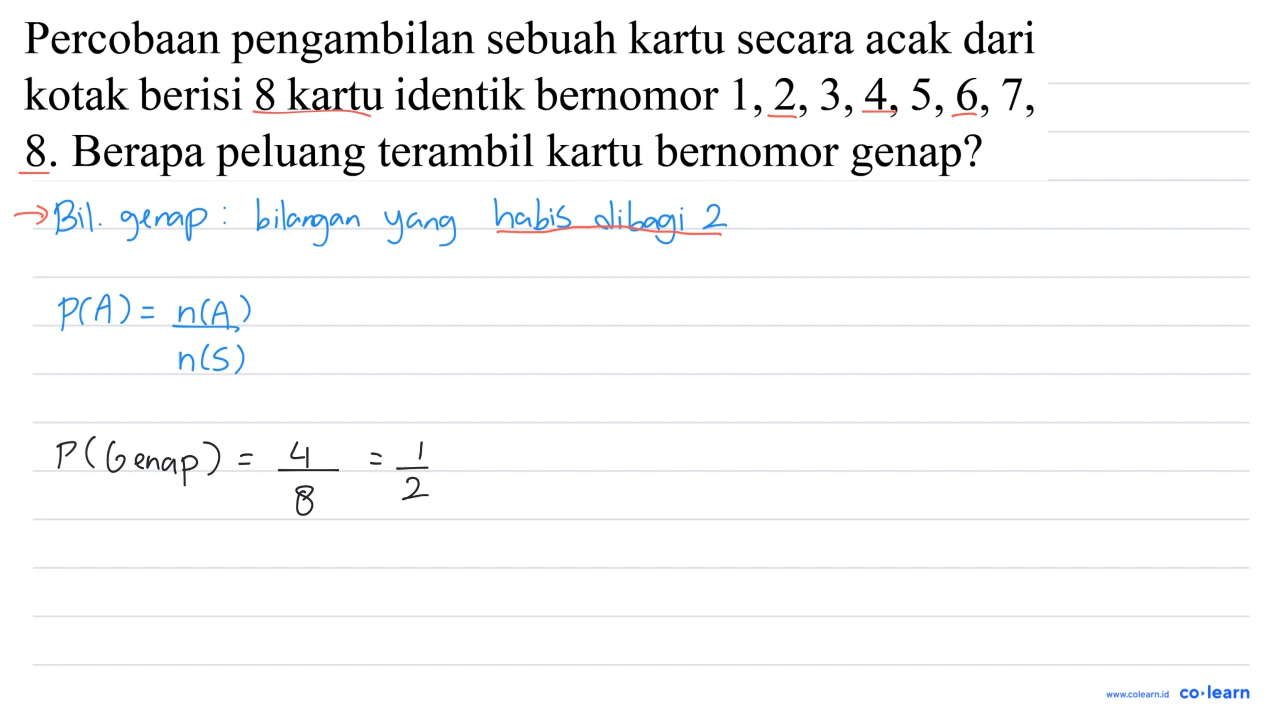 Percobaan pengambilan sebuah kartu secara acak dari
kotak berisi 8 kartu identik bernomor 1, 2, 3, 4, 5, 6, 7,
8. Berapa peluang terambil kartu bernomor genap?
→ Bil. genap : bilangan yang habis dibagi 2
P(A) = n(A)
n(S)
P(Genap) = 4 = 1
8 2
www.colearn.id co·learn